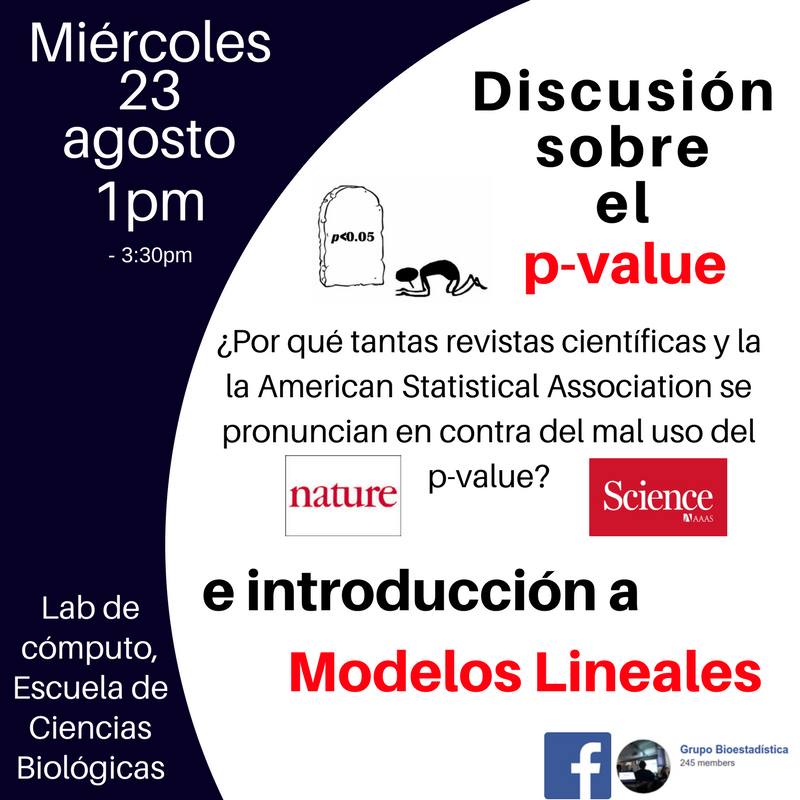 Miércoles
23
agosto
1pm
- 3:30pm
Discusión
sobre
el
p-value
p<0.05
¿Por qué tantas revistas científicas y la
la American Statistical Association se
pronuncian en contra del mal uso del
p-value?
nature
Science
AAAS
e introducción a
Modelos Lineales
Lab de
cómputo,
Escuela de
Ciencias
Biológicas
f
Grupo Bioestadística
245 members